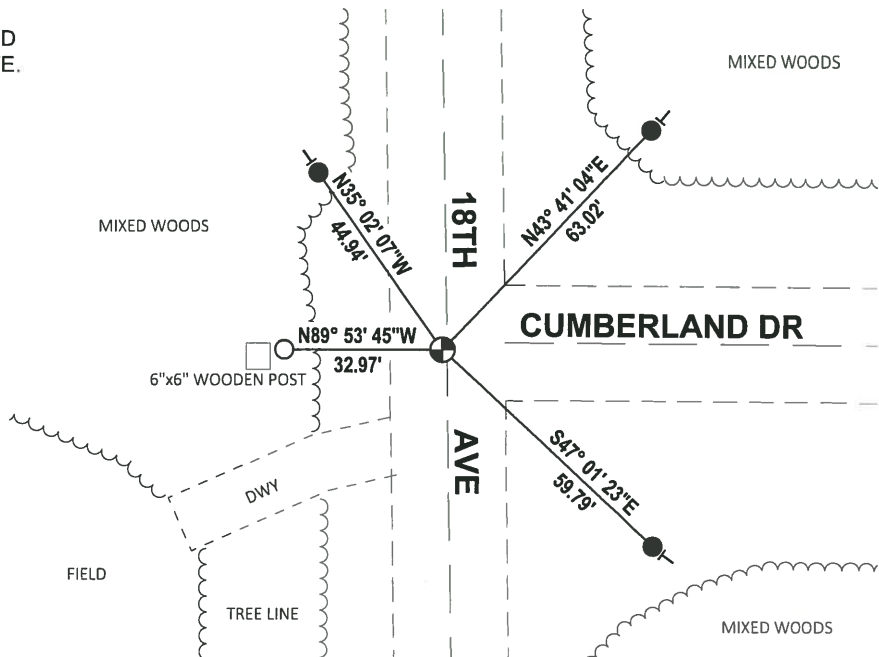 D
E.
MIXED WOODS
MIXED WOODS
N35° 02' 07"W
44.94'
18TH
N43° 41' 04"E
63.02'
N89° 53' 45"W
32.97'
CUMBERLAND DR
6"x6" WOODEN POST
AVE
S47° 01' 23"E
59.79'
DWY
FIELD
TREE LINE
MIXED WOODS